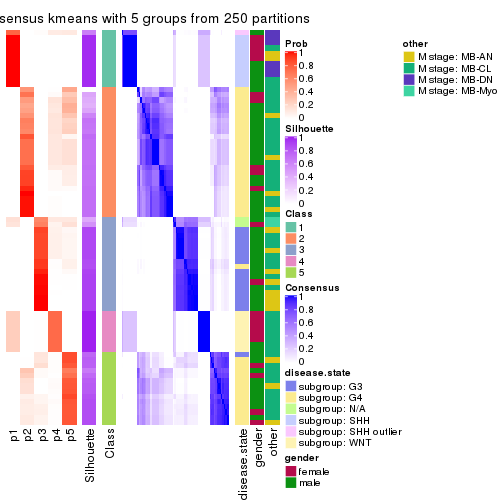 sensus kmeans with 5 groups from 250 partitions
Prob
1
0.8
0.6
0.4
0.2
0
Silhouette
1
0.8
0.6
0.4
0.2
0
Class
1
2
3
4
5
Consensus
1
0.8
0.6
0.4
0.2
0
disease.state
subgroup: G3
subgroup: G4
subgroup: N/A
subgroup: SHH
subgroup: SHH outlier
subgroup: WNT
gender
female
male
other
M stage: MB-AN
M stage: MB-CL
M stage: MB-DN
M stage: MB-Myo
p1
p2
p3
p4
p5
Silhouette
Class
disease.state
gender
other